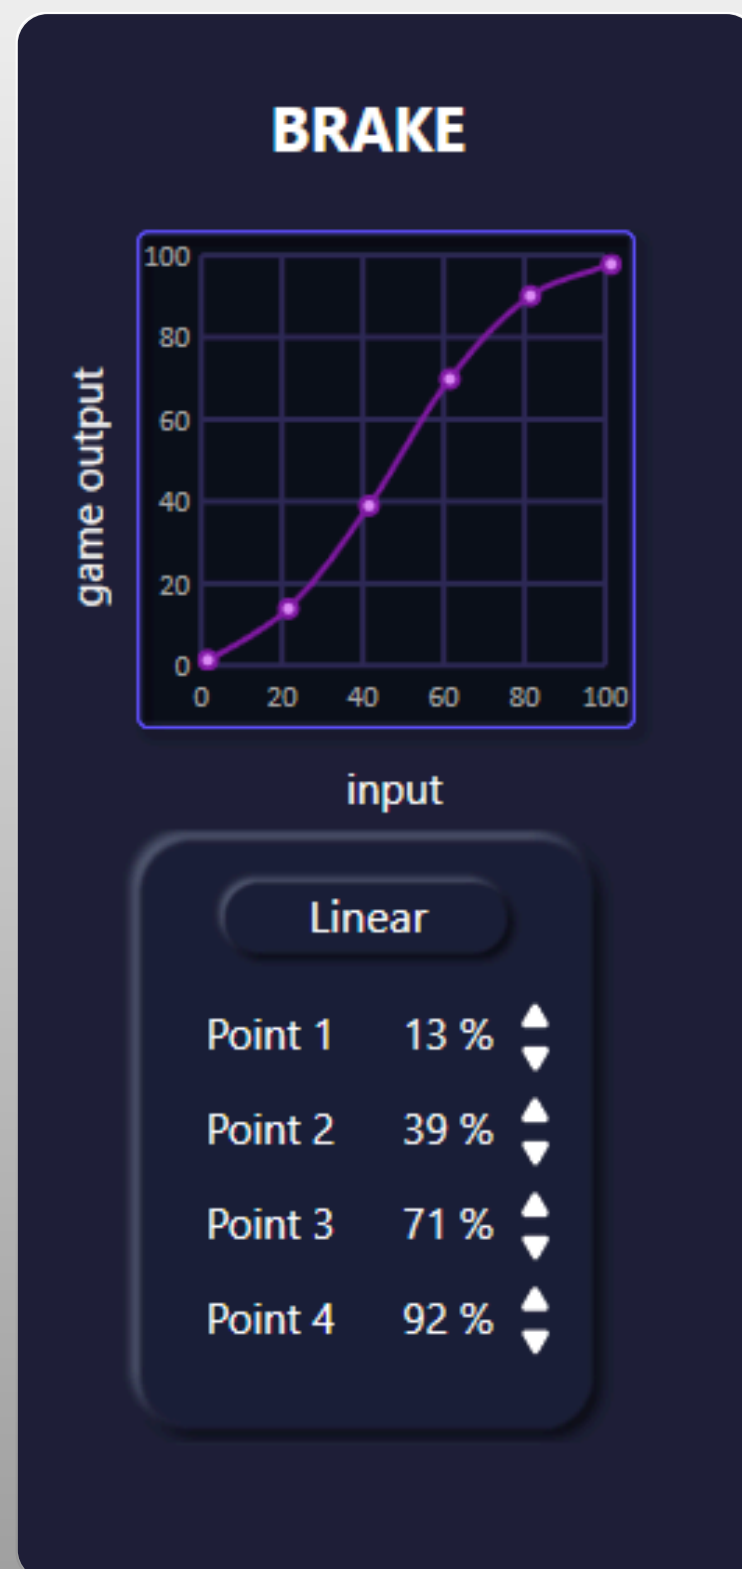 BRAKE
game output
100
80
60
40
20
0
0 20 40 60 80 100
input
Linear
Point 1 13 %
Point 2 39 %
Point 3 71 %
Point 4 92 %